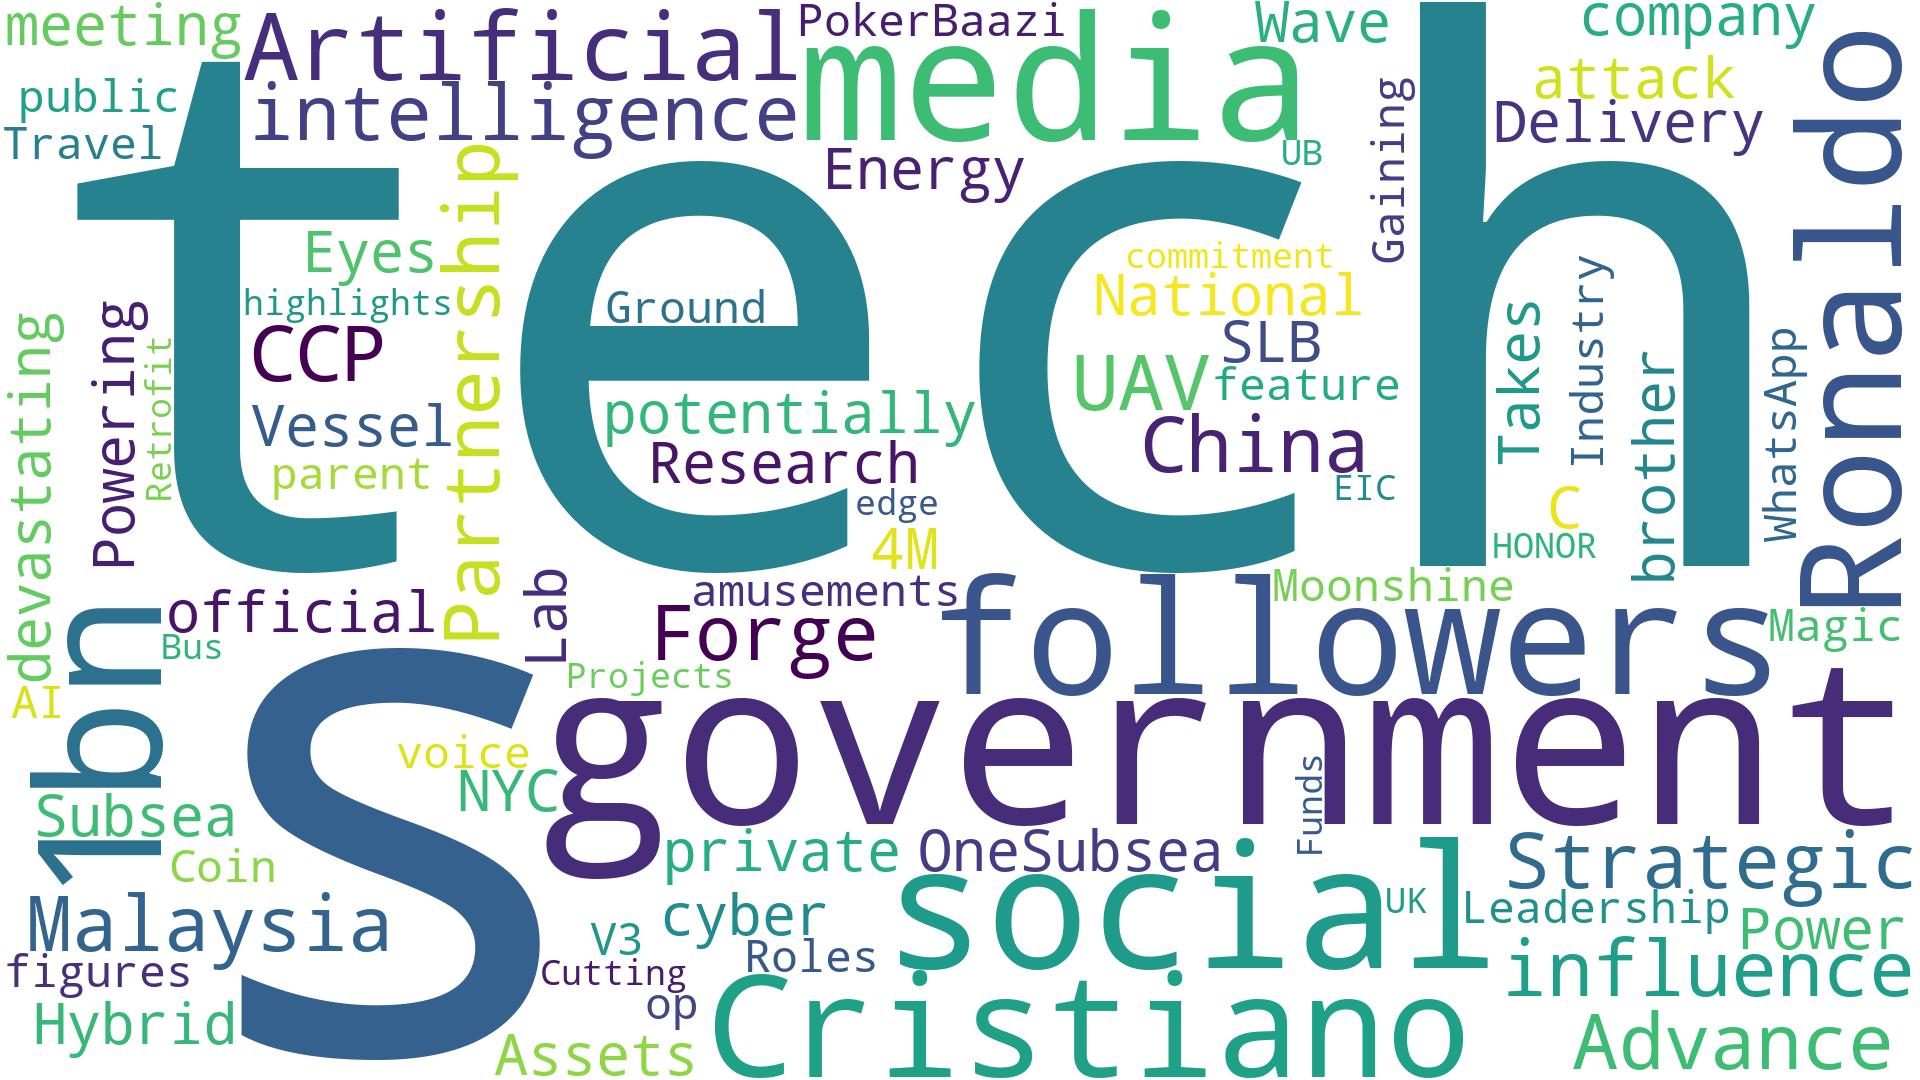 meeting
Artificial
PokerBaazi
media
Wave
company
public
intelligence
attack
Travel
Delivery
Ronaldo
UB
Energy
Gaining
tech
Partnership
Eyes
commitment
National
highlights
Ground
SLB
CCP
UAV
feature
Takes
Industry
brother
WhatsApp
devastating
Powering
Retrofit
Vessel
potentially
China
parent
Research
EIC
edge
C
4M
HONOR
Lab
amusements
Moonshine
official
Forge
followers
Magic
Bus
1bn
Projects
AI
s
government
voice
NYC
Funds
Subsea
Coin
private
OneSubsea
Strategic
Malaysia
social
UK
Leadership
V3
cyber
Power
figures
Cutting
Roles
influence
Hybrid
op
Cristiano
Assets
Advance